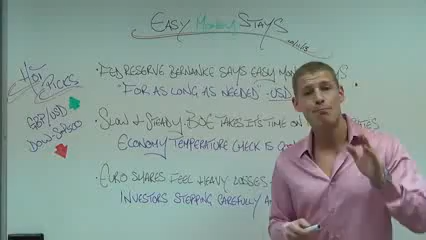 EASY MONEY STAYS
HOT
PICKS
GBP/USD
DOW S&P500
• FED RESERVE BERNANKE SAYS EASY MON
"FOR AS LONG AS NEEDED" USD
• SLOW & STEADY BOE TAKES IT'S TIME ON
ECONOMY TEMPERATURE CHECK IS
• EURO SHARES FEEL HEAVY LOSSES
INVESTORS STEPPING CAREFULLY